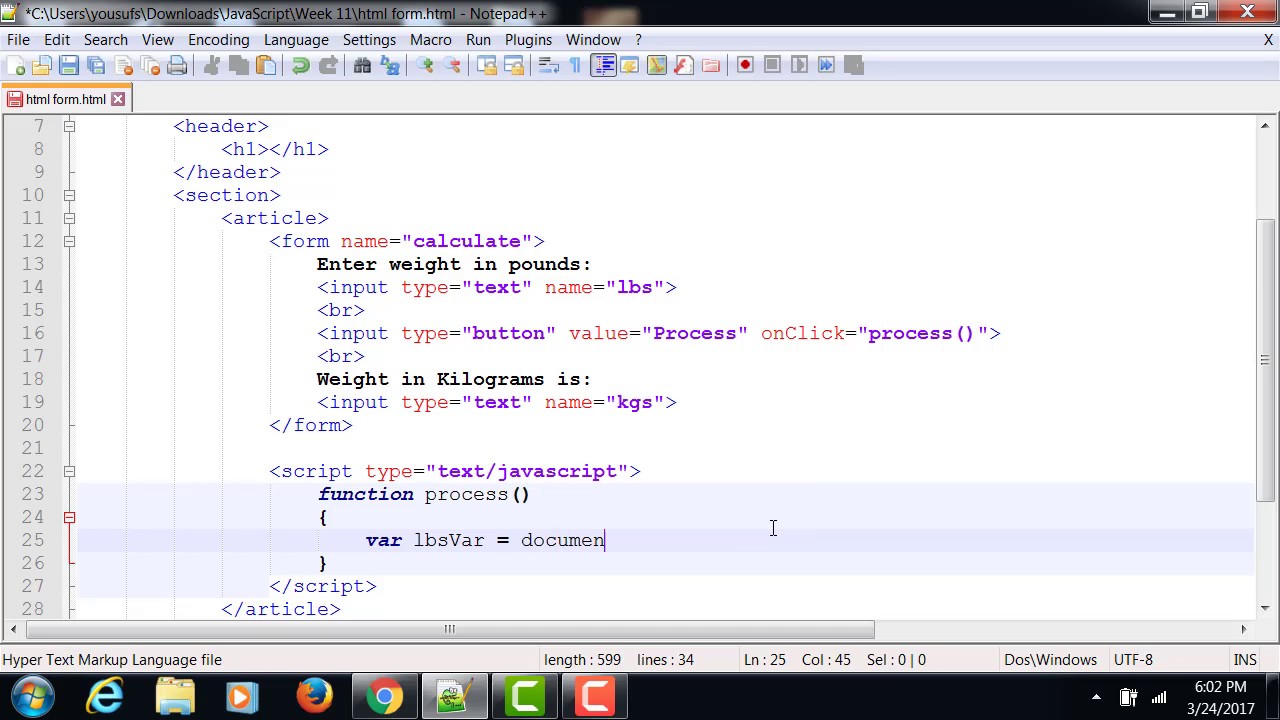 *C:\Users\yousufs\Downloads\JavaScript\Week 11\html form.html - Notepad++
File Edit Search View Encoding Language Settings Macro Run Plugins Window ? X
html form.html
7 <header>
8 <h1></h1>
9 </header>
10 <section>
11 <article>
12 <form name="calculate">
13 Enter weight in pounds:
14 <input type="text" name="lbs">
15 <br>
16 <input type="button" value="Process" onClick="process()">
17 <br>
18 Weight in Kilograms is:
19 <input type="text" name="kgs">
20 </form>
21
22 <script type="text/javascript">
23 function process()
24 {
25 var lbsVar = documen
26 }
27 </script>
28 </article>
Hyper Text Markup Language file length : 599 lines : 34 Ln : 25 Col : 45 Sel : 0 | 0 Dos\Windows UTF-8 INS
6:02 PM
3/24/2017